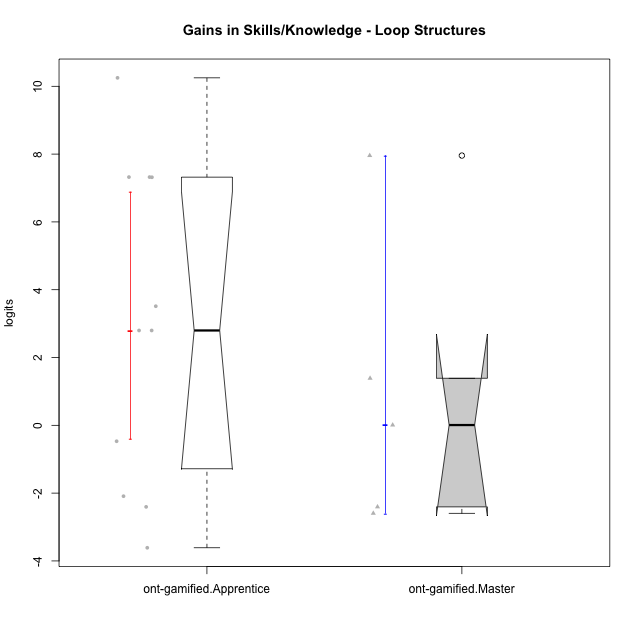 Gains in Skills/Knowledge - Loop Structures
logits
10
8
6
4
2
0
-2
-4
ont-gamified.Apprentice
ont-gamified.Master